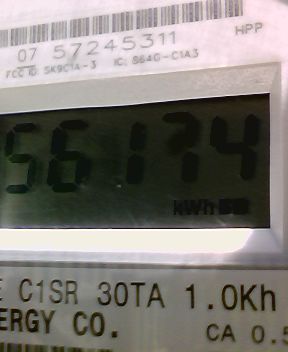 07 57245311
HPP
FCC ID: SK9C1A-3 IC: 864G-C1A3
56174
kWh
C1SR 30TA 1.0Kh
ERGY CO.
CA 0.5